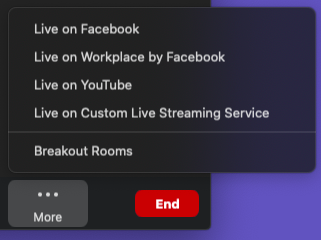 Live on Facebook
Live on Workplace by Facebook
Live on YouTube
Live on Custom Live Streaming Service
Breakout Rooms
More
End